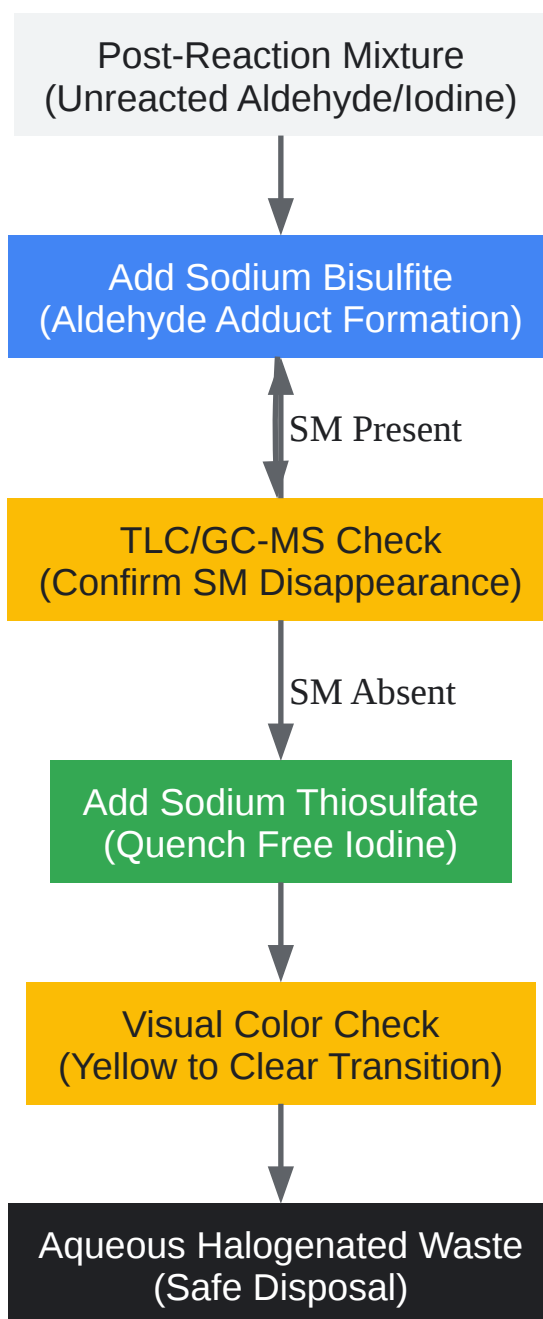 Post-Reaction Mixture
(Unreacted Aldehyde/Iodine)
Add Sodium Bisulfite
(Aldehyde Adduct Formation)
SM Present
TLC/GC-MS Check
(Confirm SM Disappearance)
SM Absent
Add Sodium Thiosulfate
(Quench Free Iodine)
Visual Color Check
(Yellow to Clear Transition)
Aqueous Halogenated Waste
(Safe Disposal)